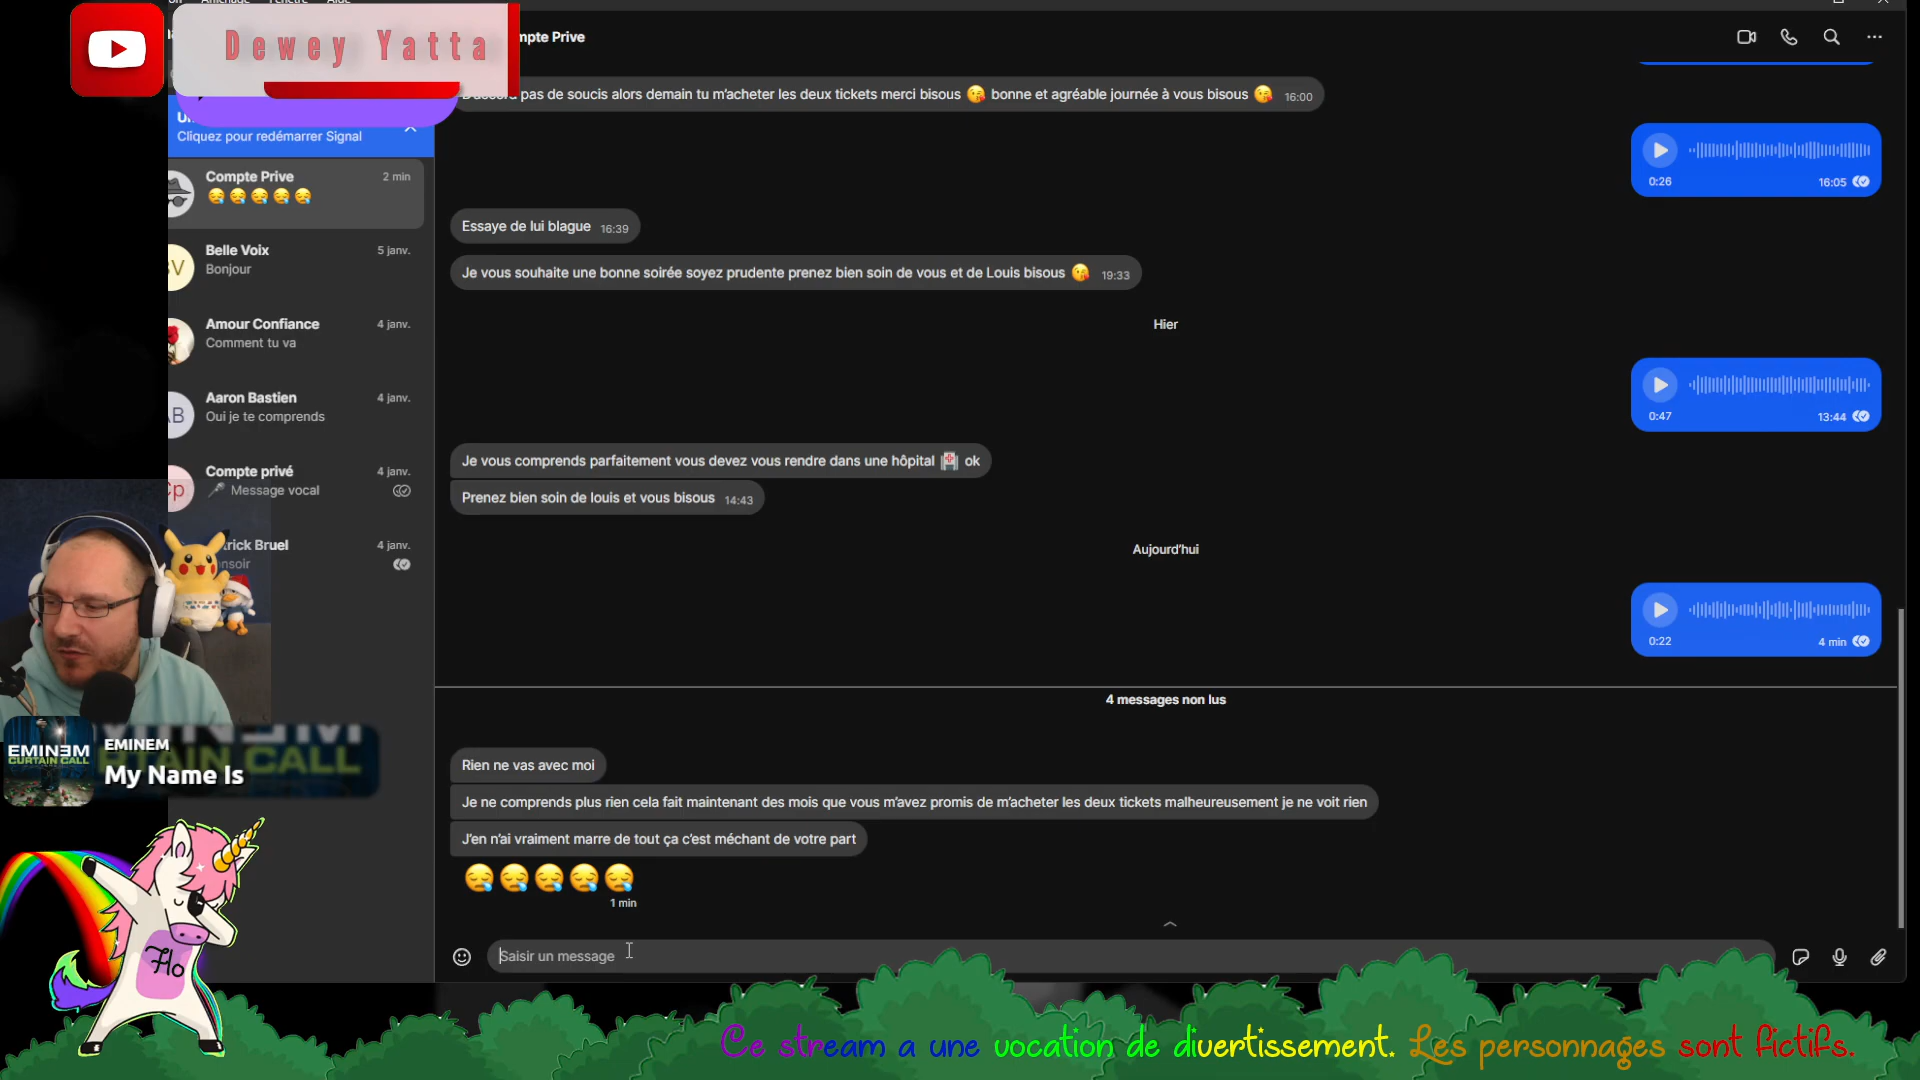 Affichage Fenêtre Aide
Dewey Yatta
mpte Prive
pas de soucis alors demain tu m'acheter les deux tickets merci bisous 😘 bonne et agréable journée à vous bisous 😘 16:00
Cliquez pour redémarrer Signal
0:26 16:05
Compte Prive 2 min
😪 😪 😪 😪 😪
Essaye de lui blague 16:39
Belle Voix 5 janv.
Bonjour
Je vous souhaite une bonne soirée soyez prudente prenez bien soin de vous et de Louis bisous 😘 19:33
Amour Confiance 4 janv.
Comment tu va
Hier
0:47 13:44
Aaron Bastien 4 janv.
AB Oui je te comprends
Je vous comprends parfaitement vous devez vous rendre dans une hôpital 🏥 ok
Compte privé 4 janv.
Cp Message vocal
Prenez bien soin de louis et vous bisous 14:43
trick Bruel 4 janv.
nsoir
Aujourd'hui
0:22 4 min
4 messages non lus
Rien ne vas avec moi
Je ne comprends plus rien cela fait maintenant des mois que vous m'avez promis de m'acheter les deux tickets malheureusement je ne voit rien
J'en n'ai vraiment marre de tout ça c'est méchant de votre part
😪 😪 😪 😪 😪
1 min
Saisir un message
EMINEM
CURTAIN CALL
EMINEM
My Name Is
TAIN CALL
Flo
Ce stream a une vocation de divertissement. Les personnages sont fictifs.